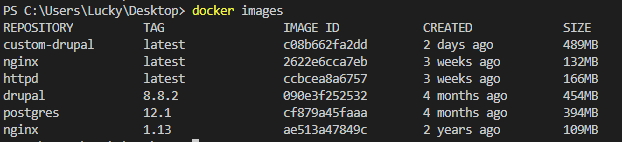 PS C:\Users\Lucky\Desktop> docker images
REPOSITORY TAG IMAGE ID CREATED SIZE
custom-drupal latest c08b662fa2dd 2 days ago 489MB
nginx latest 2622e6cca7eb 3 weeks ago 132MB
httpd latest ccbcea8a6757 3 weeks ago 166MB
drupal 8.8.2 090e3f252532 4 months ago 454MB
postgres 12.1 cf879a45faaa 4 months ago 394MB
nginx 1.13 ae513a47849c 2 years ago 109MB